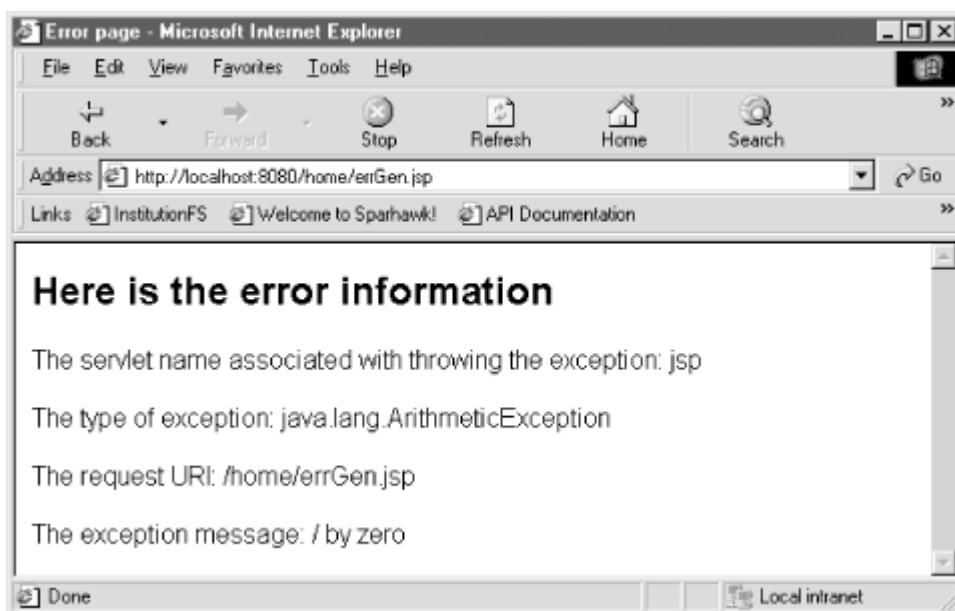 Error page - Microsoft Internet Explorer
File Edit View Favorites Tools Help
Back Forward Stop Refresh Home Search »
Address http://localhost:8080/home/errGen.jsp Go
Links InstitutionFS Welcome to Sparhawk! API Documentation »
Here is the error information
The servlet name associated with throwing the exception: jsp
The type of exception: java.lang.ArithmeticException
The request URI: /home/errGen.jsp
The exception message: / by zero
Done Local intranet